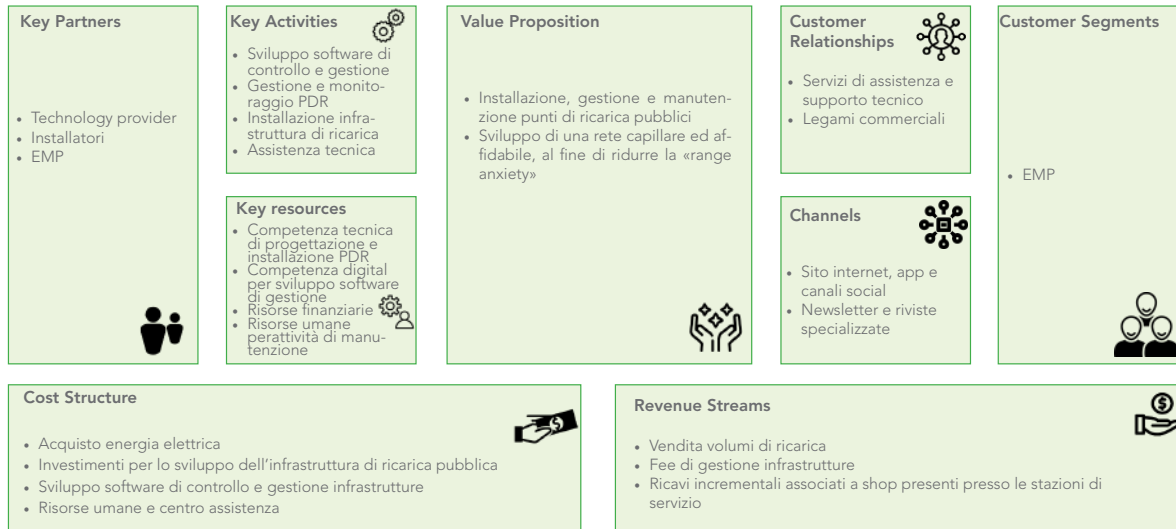 Key Partners
• Technology provider
• Installatori
• EMP
Key Activities
• Sviluppo software di
controllo e gestione
• Gestione e monito-
raggio PDR
• Installazione infra-
struttura di ricarica
• Assistenza tecnica
Key resources
• Competenza tecnica
di progettazione e
installazione PDR
• Competenza digital
per sviluppo software
di gestione
• Risorse finanziarie
• Risorse umane
perattività di manu-
tenzione
Value Proposition
• Installazione, gestione e manuten-
zione punti di ricarica pubblici
• Sviluppo di una rete capillare ed af-
fidabile, al fine di ridurre la «range
anxiety»
Customer
Relationships
• Servizi di assistenza e
supporto tecnico
• Legami commerciali
Channels
• Sito internet, app e
canali social
• Newsletter e riviste
specializzate
Customer Segments
• EMP
Cost Structure
• Acquisto energia elettrica
• Investimenti per lo sviluppo dell’infrastruttura di ricarica pubblica
• Sviluppo software di controllo e gestione infrastrutture
• Risorse umane e centro assistenza
Revenue Streams
• Vendita volumi di ricarica
• Fee di gestione infrastrutture
• Ricavi incrementali associati a shop presenti presso le stazioni di
servizio